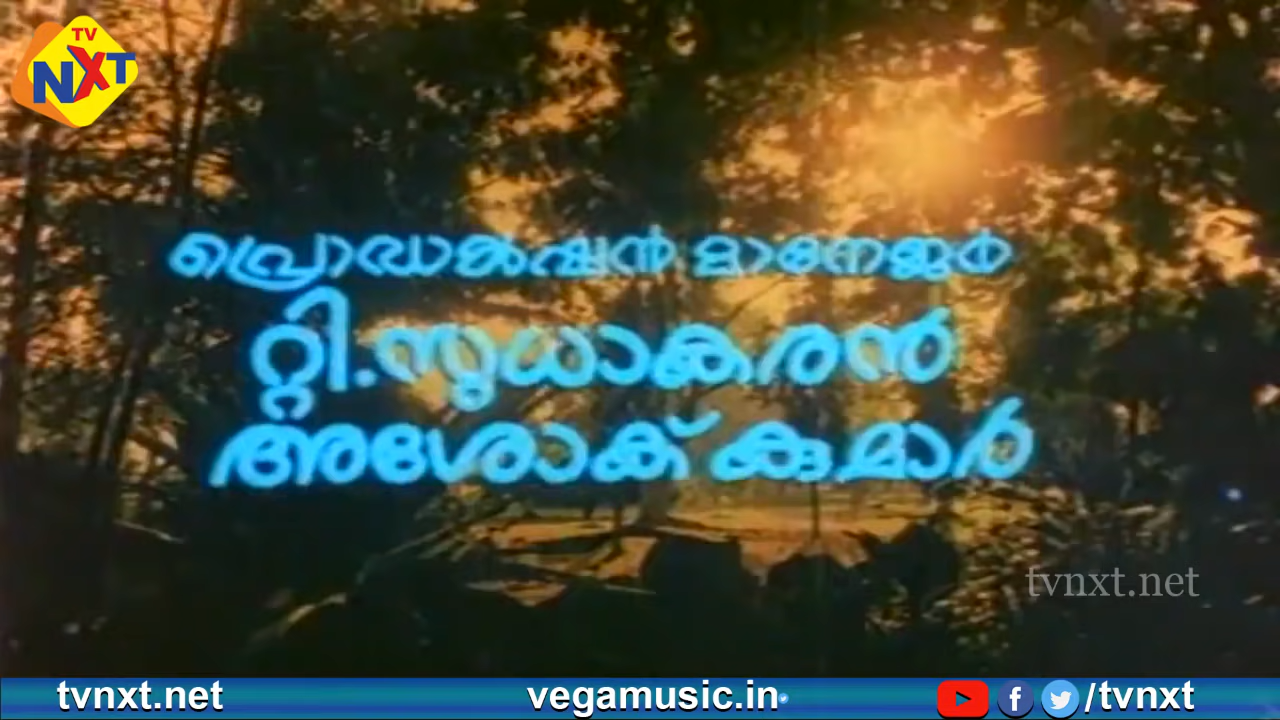 TV
NXT
പ്രൊഡക്ഷൻ മാനേജർ
റ്റി.സുധാകരൻ
അശോക് കുമാർ
tvnxt.net
tvnxt.net vegamusic.in /tvnxt